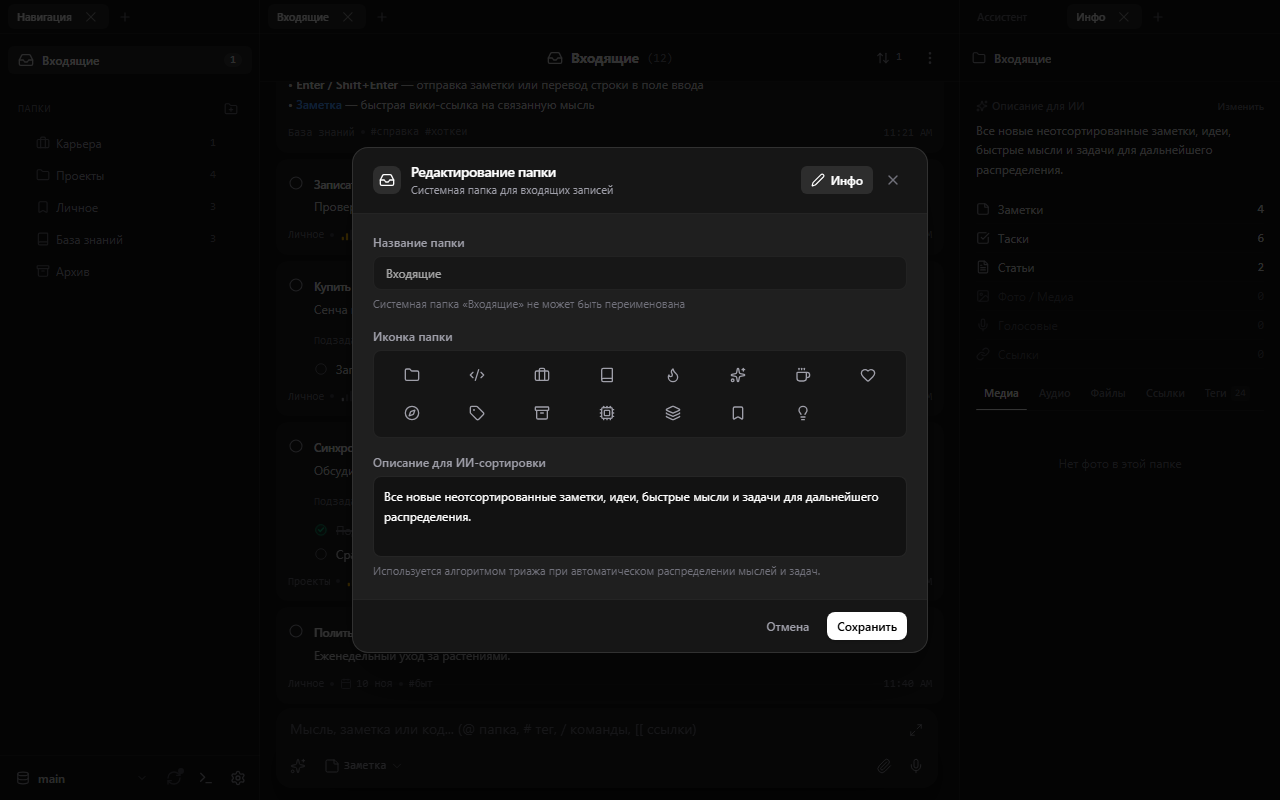 Навигация
Входящие
Ассистент
Инфо
Входящие
1
Входящие (12)
1
Входящие
• Enter / Shift+Enter — отправка заметки или перевод строки в поле ввода
• Заметка — быстрая вики-ссылка на связанную мысль
База знаний • #справка #хоткеи
11:21 AM
ПАПКИ
Карьера
1
Проекты
4
Личное
3
База знаний
3
Архив
Описание для ИИ
Изменить
Все новые неотсортированные заметки, идеи,
быстрые мысли и задачи для дальнейшего
распределения.
Заметки
4
Таски
6
Статьи
2
Фото / Медиа
0
Голосовые
0
Ссылки
0
Медиа
Аудио
Файлы
Ссылки
Теги
24
Нет фото в этой папке
Редактирование папки
Системная папка для входящих записей
Инфо
Название папки
Входящие
Системная папка «Входящие» не может быть переименована
Иконка папки
Описание для ИИ-сортировки
Все новые неотсортированные заметки, идеи, быстрые мысли и задачи для дальнейшего
распределения.
Используется алгоритмом триажа при автоматическом распределении мыслей и задач.
Отмена
Сохранить
Личное •
Купить
Сенча
Личное •
Проекты •
Еженедельный уход за растениями.
Личное • 10 ноя • #быт
11:40 AM
Мысль, заметка или код... (@ папка, # тег, / команды, [[ ссылки)
Заметка
main